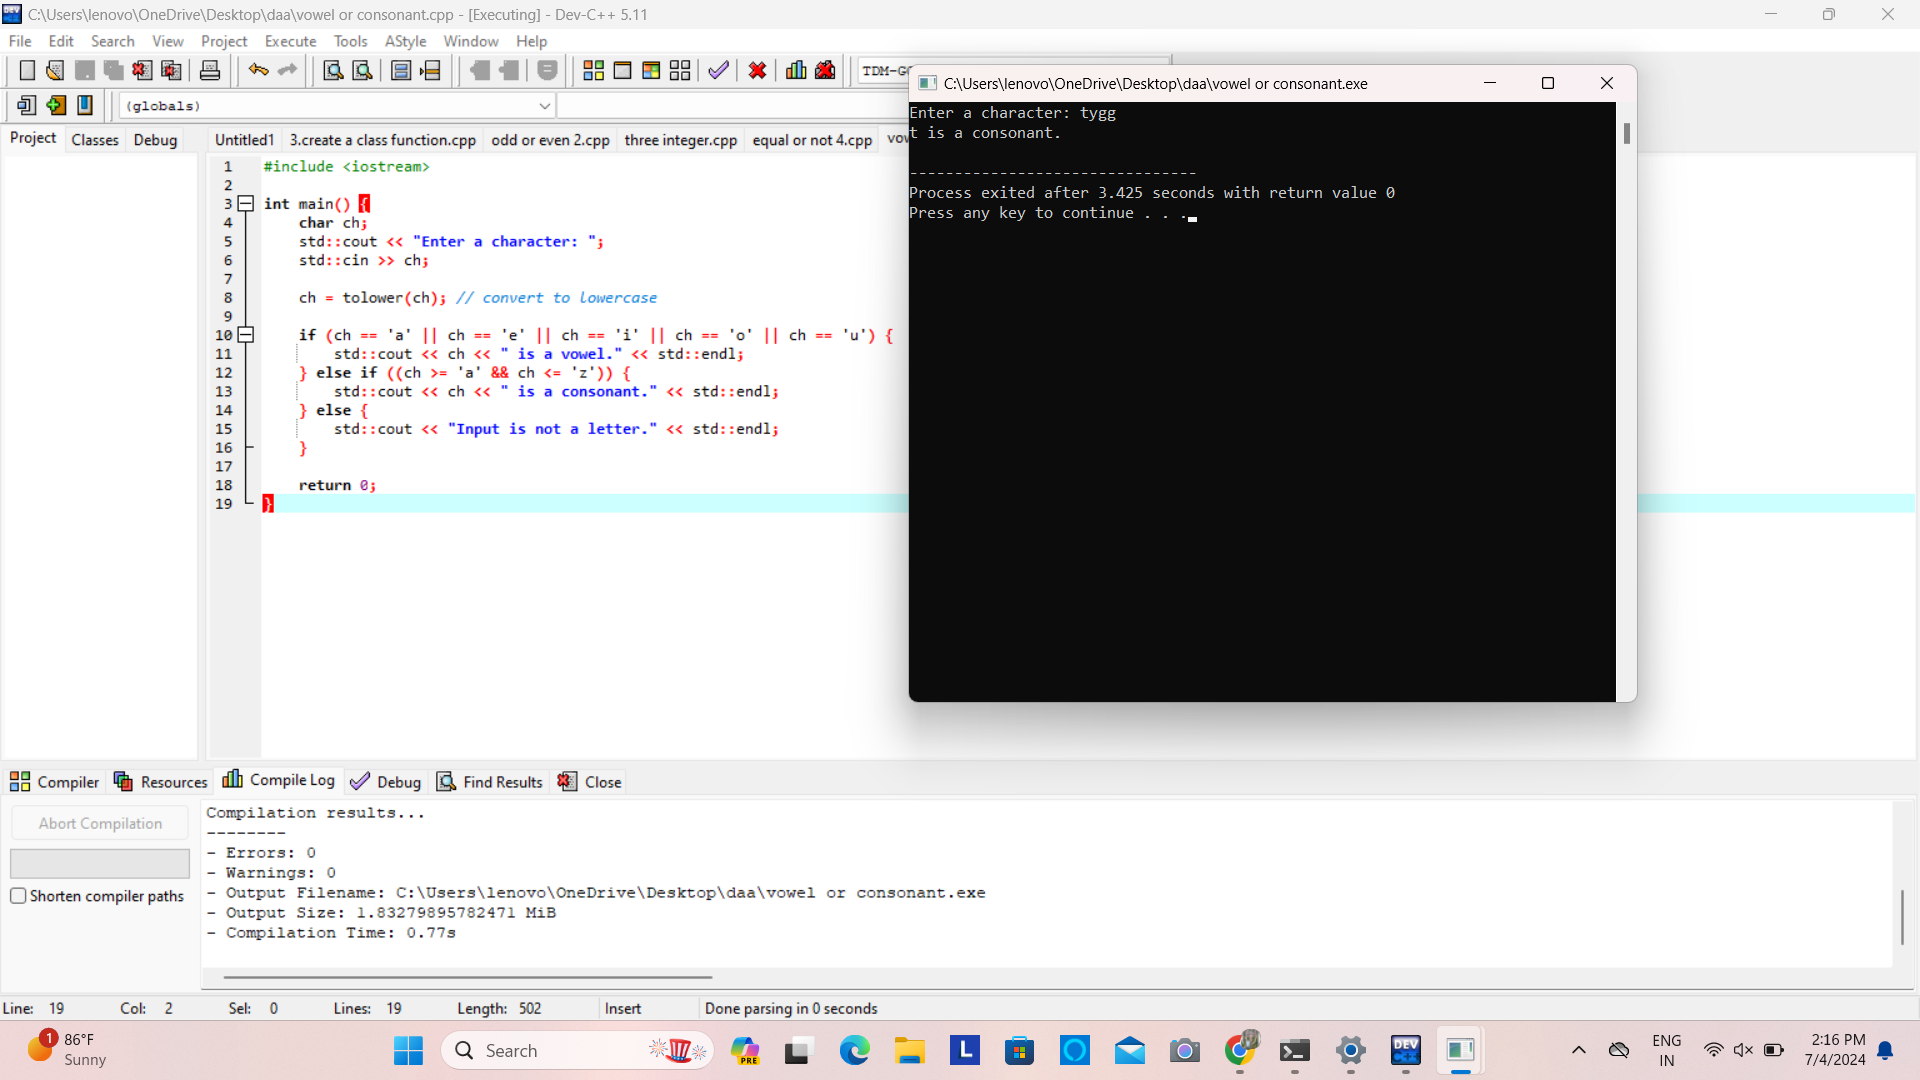 C:\Users\lenovo\OneDrive\Desktop\daa\vowel or consonant.cpp - [Executing] - Dev-C++ 5.11
File Edit Search View Project Execute Tools AStyle Window Help
(globals)
Project Classes Debug
Untitled1 3.create a class function.cpp odd or even 2.cpp three integer.cpp equal or not 4.cpp
1 #include <iostream>
2
3 int main() {
4 char ch;
5 std::cout << "Enter a character: ";
6 std::cin >> ch;
7
8 ch = tolower(ch); // convert to lowercase
9
10 if (ch == 'a' || ch == 'e' || ch == 'i' || ch == 'o' || ch == 'u') {
11 std::cout << ch << " is a vowel." << std::endl;
12 } else if ((ch >= 'a' && ch <= 'z')) {
13 std::cout << ch << " is a consonant." << std::endl;
14 } else {
15 std::cout << "Input is not a letter." << std::endl;
16 }
17
18 return 0;
19 }
C:\Users\lenovo\OneDrive\Desktop\daa\vowel or consonant.exe
Enter a character: tygg
t is a consonant.
--------------------------------
Process exited after 3.425 seconds with return value 0
Press any key to continue . . .
Compiler Resources Compile Log Debug Find Results Close
Abort Compilation
Shorten compiler paths
Compilation results...
--------
- Errors: 0
- Warnings: 0
- Output Filename: C:\Users\lenovo\OneDrive\Desktop\daa\vowel or consonant.exe
- Output Size: 1.83279895782471 MiB
- Compilation Time: 0.77s
Line: 19 Col: 2 Sel: 0 Lines: 19 Length: 502 Insert Done parsing in 0 seconds
1
86°F
Sunny
Search
PRE
L
DEV
ENG
IN
2:16 PM
7/4/2024